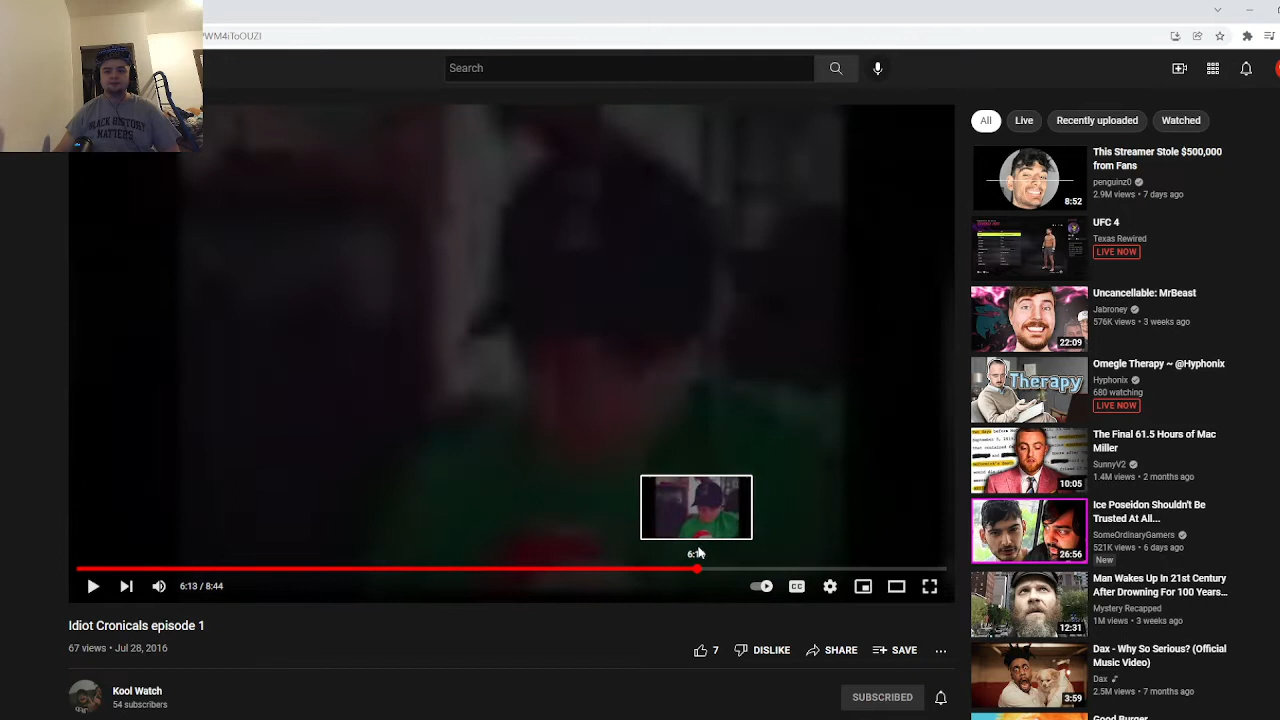 WM4iToOUZI
Search
BLACK HISTORY
MATTERS
All
Live
Recently uploaded
Watched
This Streamer Stole $500,000
from Fans
penguinz0
2.9M views • 7 days ago
8:52
UFC 4
Texas Rewired
LIVE NOW
Uncancellable: MrBeast
Jabroney
576K views • 3 weeks ago
22:09
Omegle Therapy ~ @Hyphonix
Hyphonix
680 watching
LIVE NOW
Therapy
The Final 61.5 Hours of Mac
Miller
SunnyV2
1.4M views • 2 months ago
10:05
Ice Poseidon Shouldn't Be
Trusted At All...
SomeOrdinaryGamers
521K views • 6 days ago
New
26:56
Man Wakes Up In 21st Century
After Drowning For 100 Years...
Mystery Recapped
1M views • 3 weeks ago
12:31
Dax - Why So Serious? (Official
Music Video)
Dax
2.5M views • 7 months ago
3:59
Good Burger
6:13 / 8:44
CC
Idiot Cronicals episode 1
67 views • Jul 28, 2016
7
DISLIKE
SHARE
SAVE
Kool Watch
54 subscribers
SUBSCRIBED